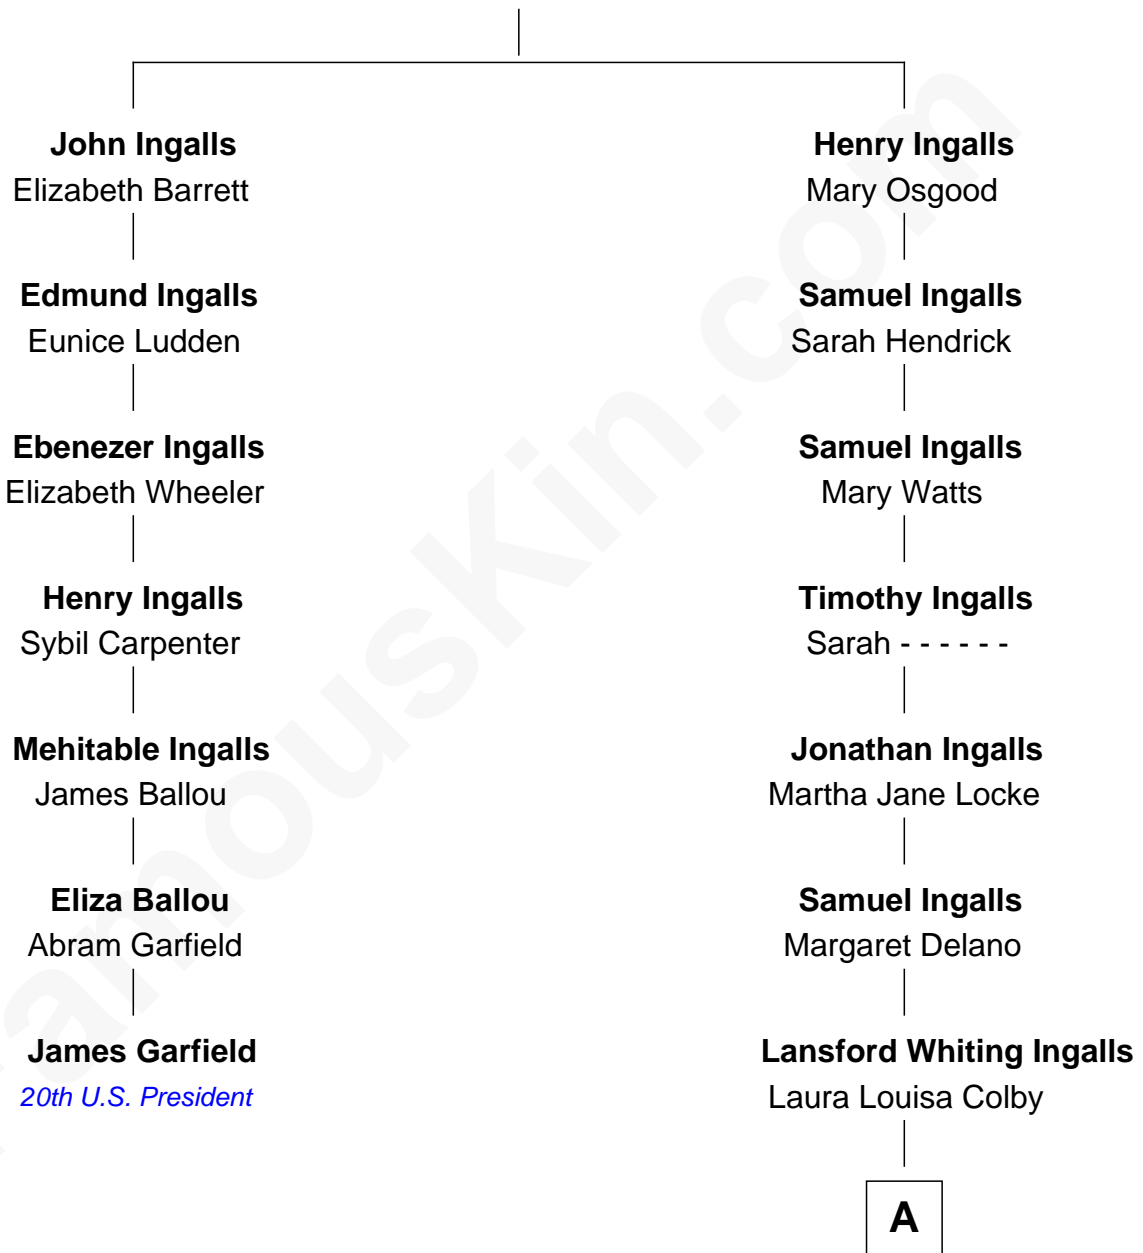 John Ingalls
Elizabeth Barrett
Edmund Ingalls
Eunice Ludden
Ebenezer Ingalls
Elizabeth Wheeler
Henry Ingalls
Sybil Carpenter
Mehitable Ingalls
James Ballou
Eliza Ballou
Abram Garfield
James Garfield
20th U.S. President
Henry Ingalls
Mary Osgood
Samuel Ingalls
Sarah Hendrick
Samuel Ingalls
Mary Watts
Timothy Ingalls
Sarah - - - - - -
Jonathan Ingalls
Martha Jane Locke
Samuel Ingalls
Margaret Delano
Lansford Whiting Ingalls
Laura Louisa Colby
A
FamousKin.com